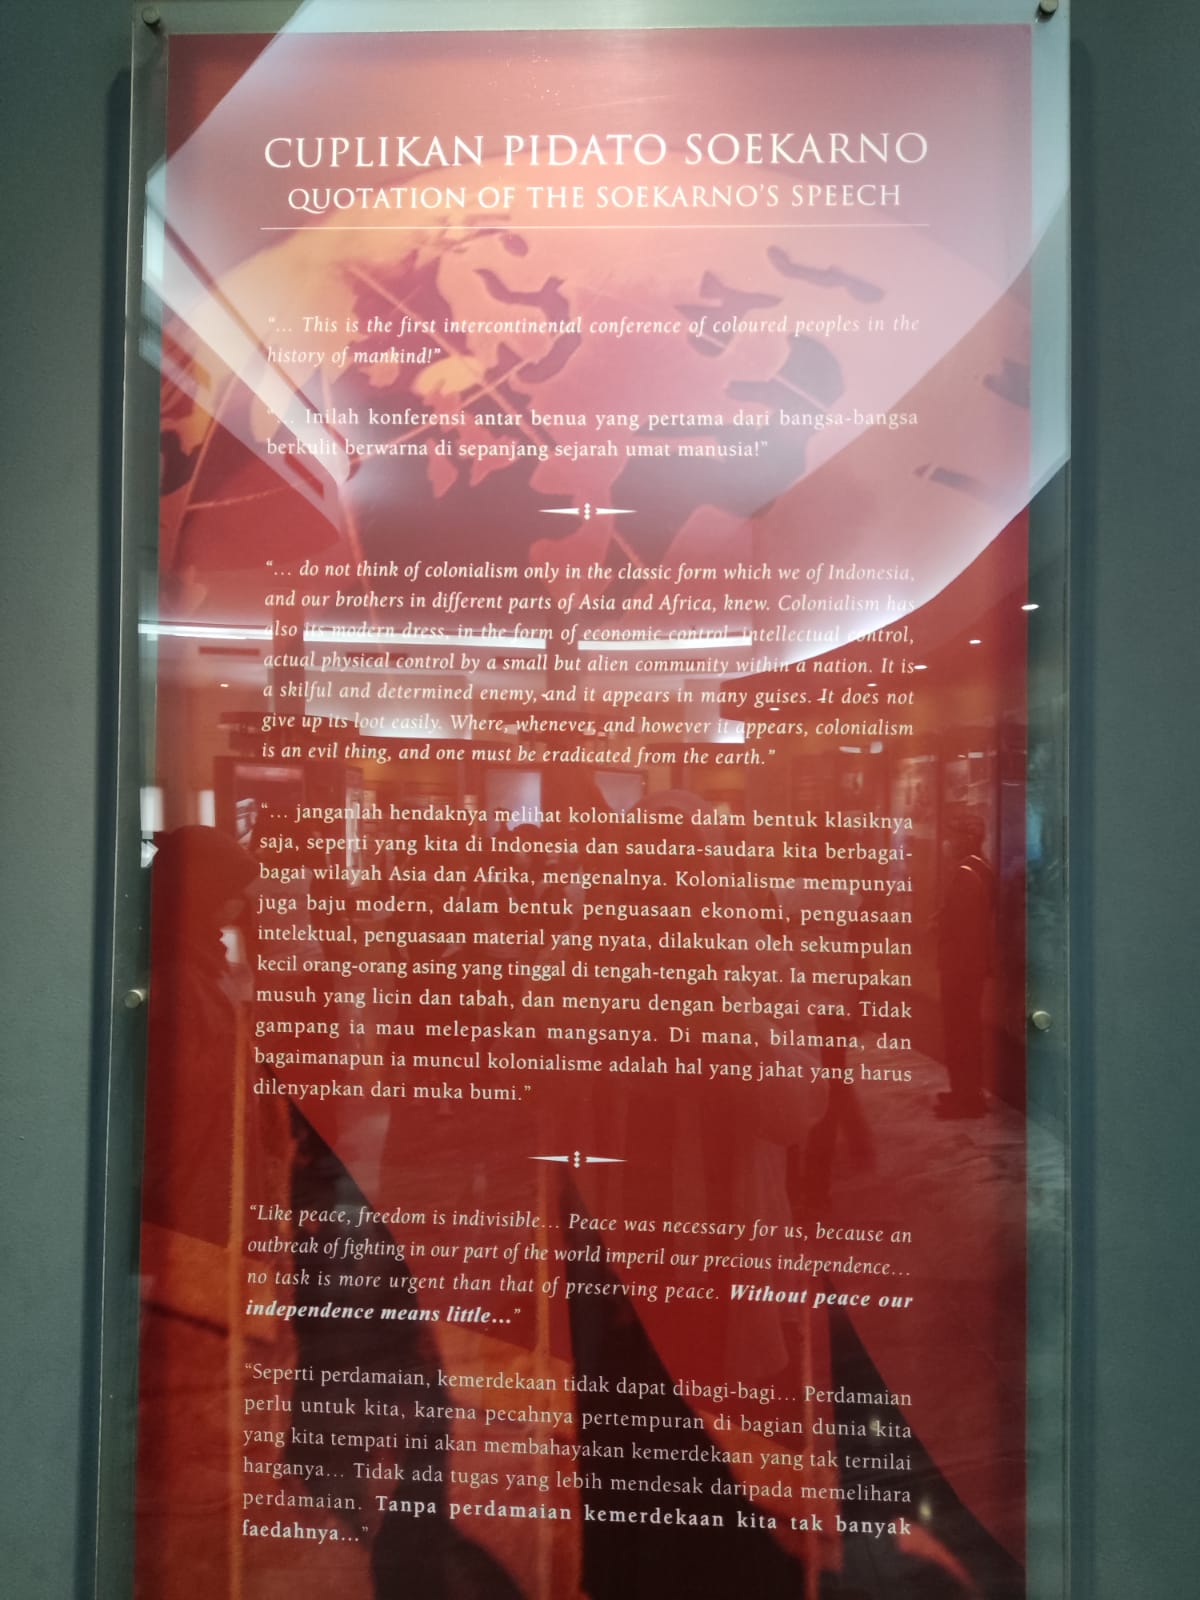 CUPLIKAN PIDATO SOEKARNO
QUOTATION OF THE SOEKARNO'S SPEECH
“... This is the first intercontinental conference of coloured peoples in the
history of mankind!”
“... Inilah konferensi antar benua yang pertama dari bangsa-bangsa
berkulit berwarna di sepanjang sejarah umat manusia!”
“... do not think of colonialism only in the classic form which we of Indonesia,
and our brothers in different parts of Asia and Africa, knew. Colonialism has
also its modern dress, in the form of economic control, intellectual control,
actual physical control by a small but alien community within a nation. It is
a skilful and determined enemy, and it appears in many guises. It does not
give up its loot easily. Where, whenever, and however it appears, colonialism
is an evil thing, and one must be eradicated from the earth.”
“... janganlah hendaknya melihat kolonialisme dalam bentuk klasiknya
saja, seperti yang kita di Indonesia dan saudara-saudara kita berbagai-
bagai wilayah Asia dan Afrika, mengenalnya. Kolonialisme mempunyai
juga baju modern, dalam bentuk penguasaan ekonomi, penguasaan
intelektual, penguasaan material yang nyata, dilakukan oleh sekumpulan
kecil orang-orang asing yang tinggal di tengah-tengah rakyat. Ia merupakan
musuh yang licin dan tabah, dan menyaru dengan berbagai cara. Tidak
gampang ia mau melepaskan mangsanya. Di mana, bilamana, dan
bagaimanapun ia muncul kolonialisme adalah hal yang jahat yang harus
dilenyapkan dari muka bumi.”
“Like peace, freedom is indivisible... Peace was necessary for us, because an
outbreak of fighting in our part of the world imperil our precious independence...
no task is more urgent than that of preserving peace. Without peace our
independence means little...”
“Seperti perdamaian, kemerdekaan tidak dapat dibagi-bagi... Perdamaian
perlu untuk kita, karena pecahnya pertempuran di bagian dunia kita
yang kita tempati ini akan membahayakan kemerdekaan yang tak ternilai
harganya... Tidak ada tugas yang lebih mendesak daripada memelihara
perdamaian. Tanpa perdamaian kemerdekaan kita tak banyak
faedahnya...”